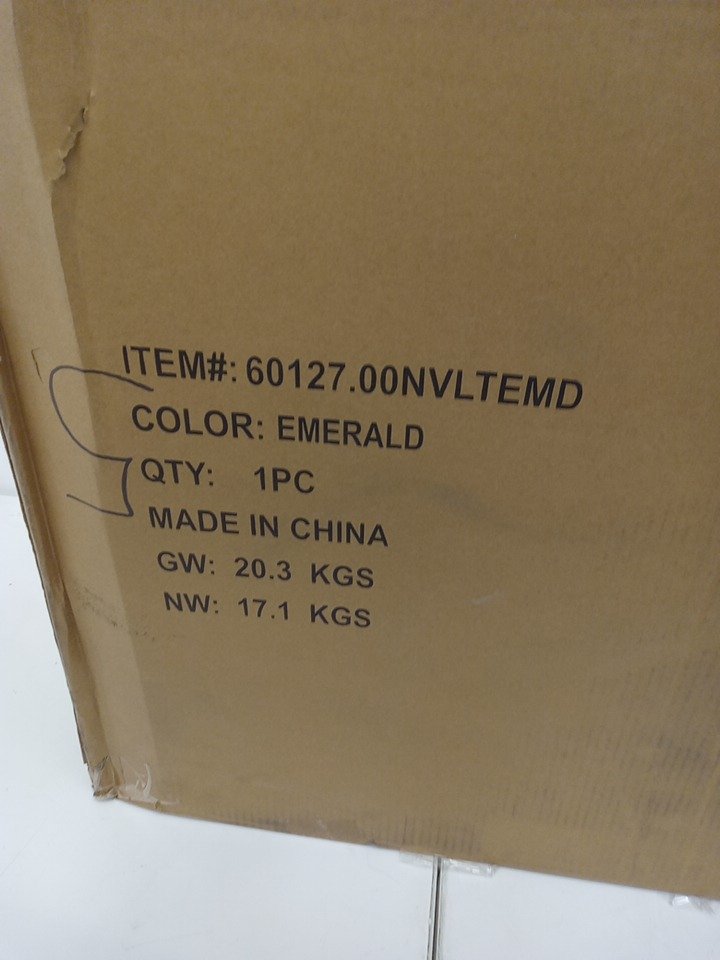 ITEM#: 60127.00NVLTEMD
COLOR: EMERALD
QTY: 1PC
MADE IN CHINA
GW: 20.3 KGS
NW: 17.1 KGS